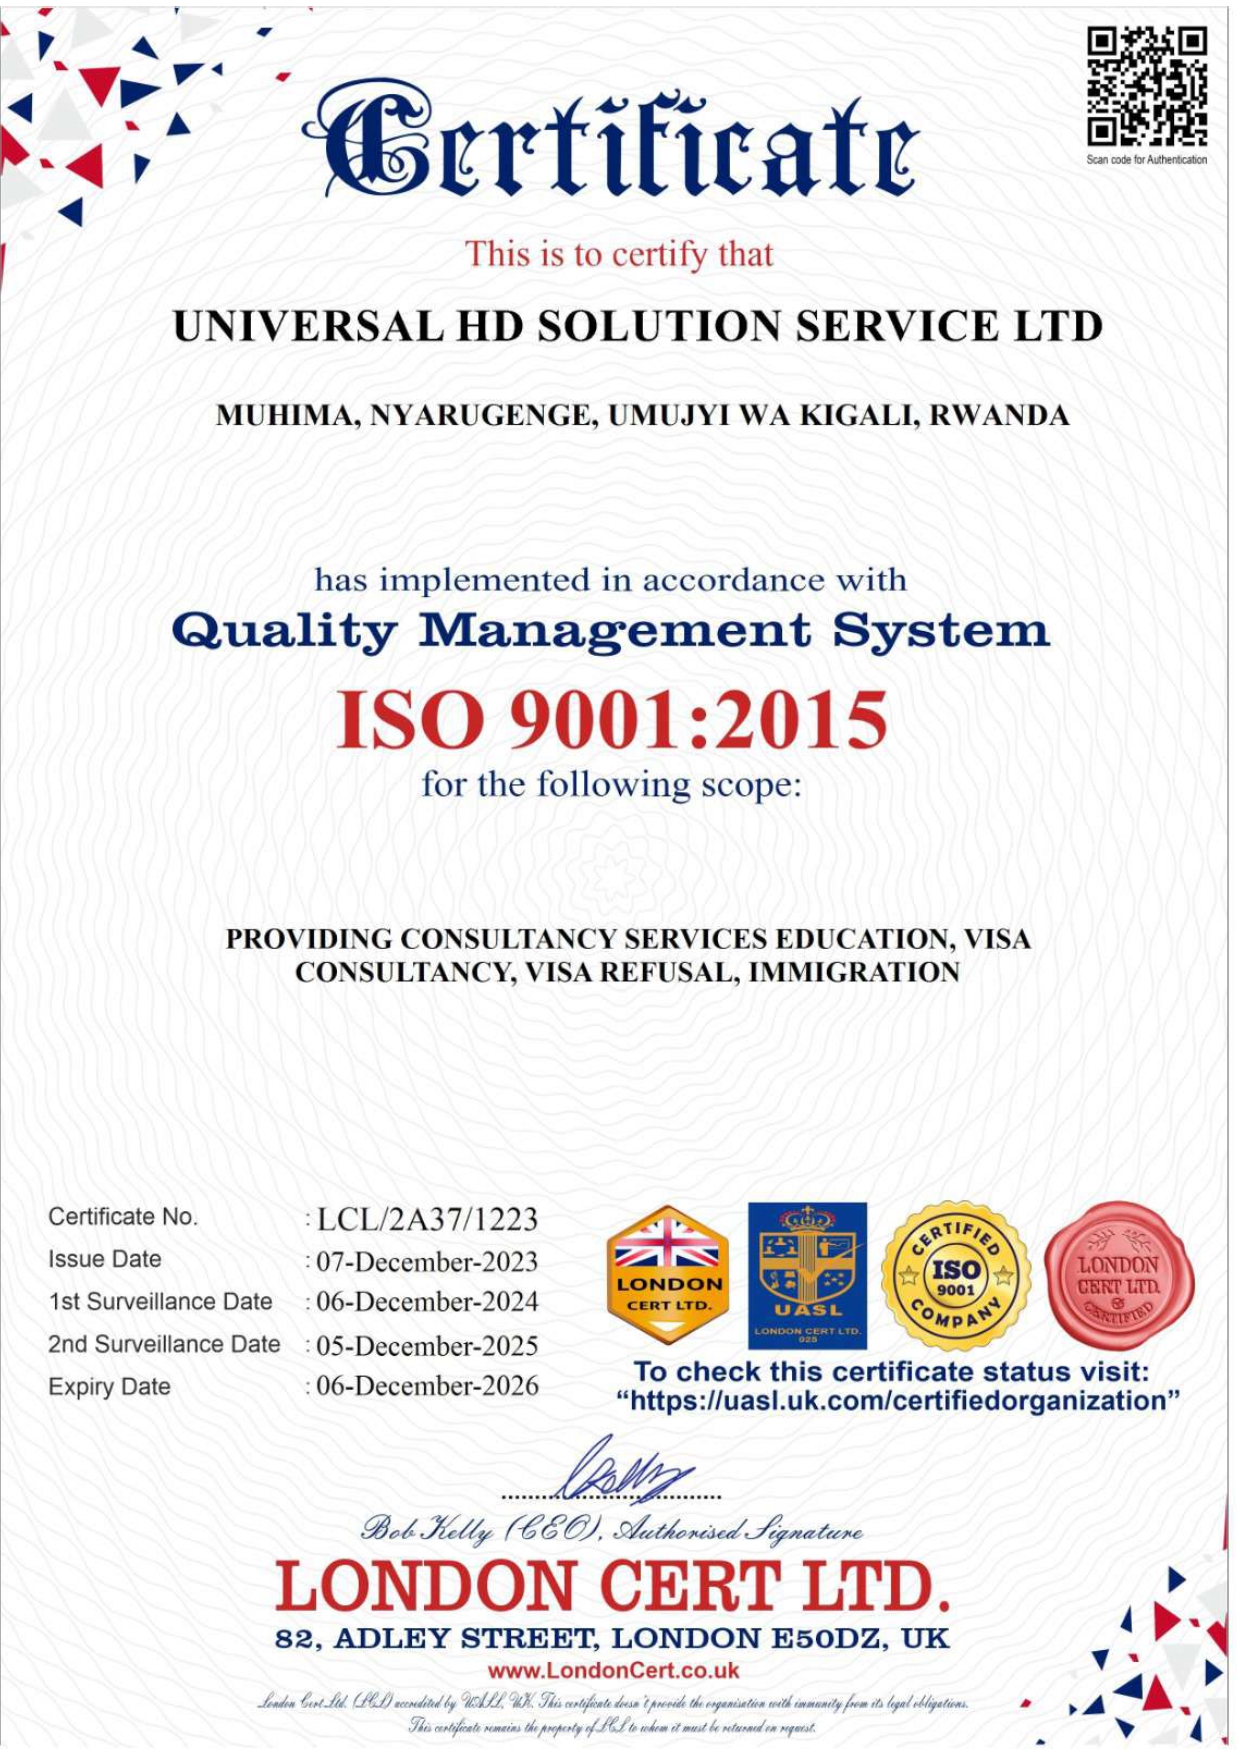 Certificate
Scan code for Authentication
This is to certify that
UNIVERSAL HD SOLUTION SERVICE LTD
MUHIMA, NYARUGENGE, UMUJYI WA KIGALI, RWANDA
has implemented in accordance with
Quality Management System
ISO 9001:2015
for the following scope:
PROVIDING CONSULTANCY SERVICES EDUCATION, VISA
CONSULTANCY, VISA REFUSAL, IMMIGRATION
Certificate No. : LCL/2A37/1223
Issue Date : 07-December-2023
1st Surveillance Date : 06-December-2024
2nd Surveillance Date : 05-December-2025
Expiry Date : 06-December-2026
LONDON
CERT LTD.
UASL
LONDON CERT LTD.
025
CERTIFIED
ISO
9001
COMPANY
LONDON
CERT LTD.
CERTIFIED
To check this certificate status visit:
“https://uasl.uk.com/certifiedorganization”
Bob Kelly (CEO), Authorised Signature
LONDON CERT LTD.
82, ADLEY STREET, LONDON E50DZ, UK
www.LondonCert.co.uk
London Cert Ltd. (LCL) accredited by UASL, UK. This certificate doesn't provide the organisation with immunity from its legal obligations.
This certificate remains the property of LCL to whom it must be returned on request.